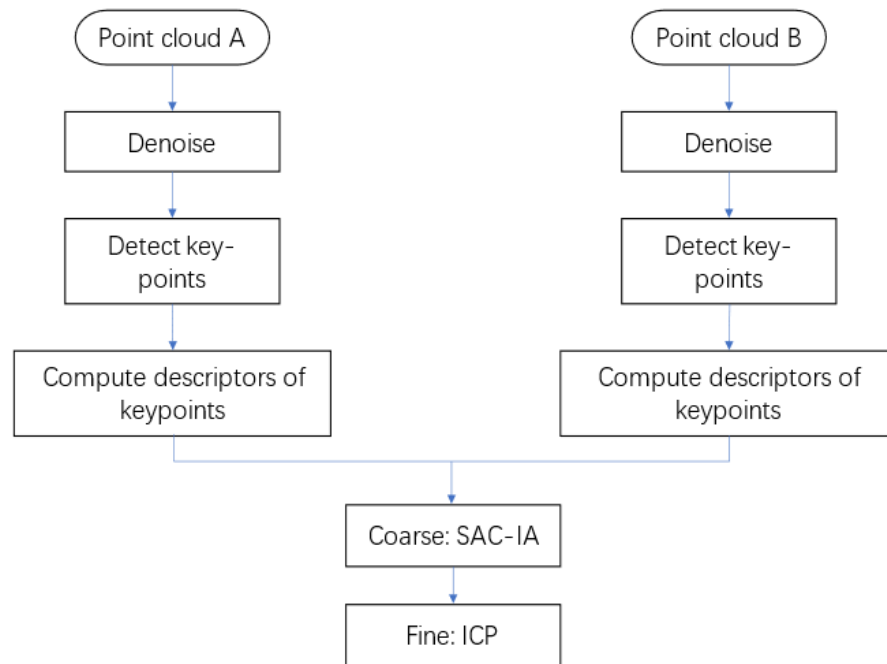 Point cloud A
Point cloud B
Denoise
Denoise
Detect key-
points
Detect key-
points
Compute descriptors of
keypoints
Compute descriptors of
keypoints
Coarse: SAC-IA
Fine: ICP